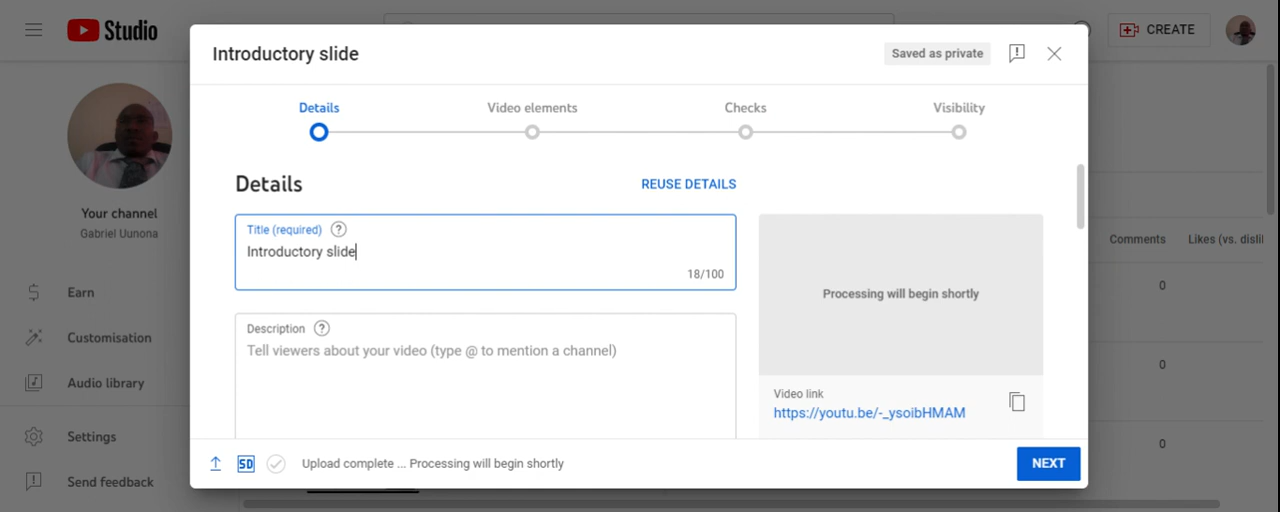 Studio
CREATE
Introductory slide
Saved as private
Details
Video elements
Checks
Visibility
Details
REUSE DETAILS
Title (required)
Introductory slide
18/100
Description
Tell viewers about your video (type @ to mention a channel)
Processing will begin shortly
Video link
https://youtu.be/-_ysoibHMAM
SD
Upload complete ... Processing will begin shortly
NEXT
Your channel
Gabriel Uunona
Earn
Customisation
Audio library
Settings
Send feedback
Comments
Likes (vs.
0
0
0